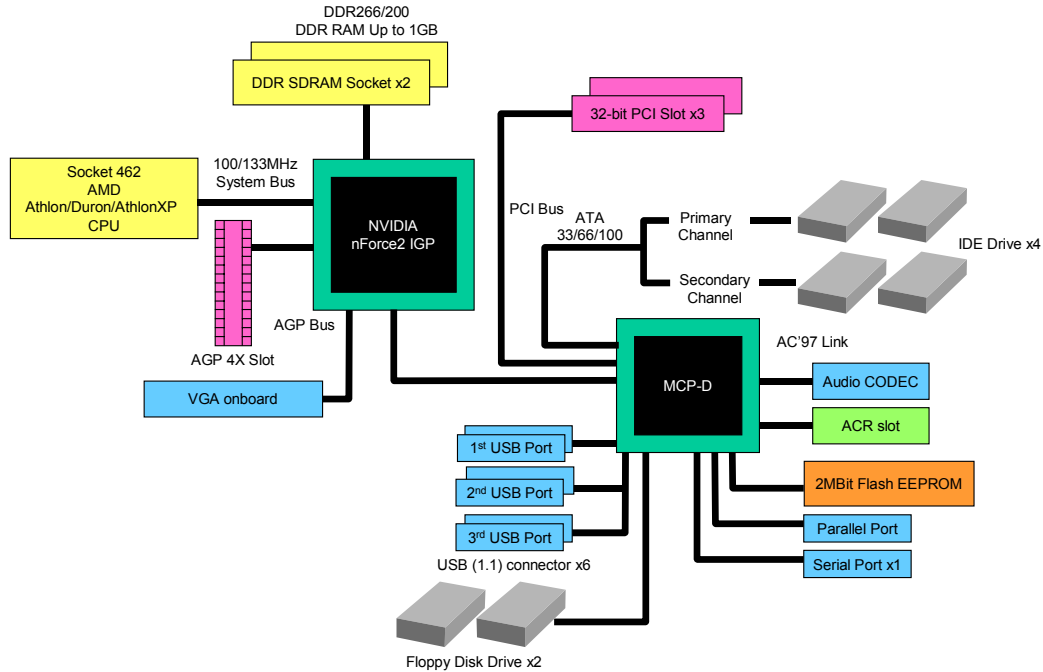 DDR266/200
DDR RAM Up to 1GB
DDR SDRAM Socket x2
32-bit PCI Slot x3
Socket 462
AMD
Athlon/Duron/AthlonXP
CPU
100/133MHz
System Bus
NVIDIA
nForce2 IGP
PCI Bus
ATA
33/66/100
Primary
Channel
IDE Drive x4
Secondary
Channel
AGP Bus
AGP 4X Slot
VGA onboard
AC'97 Link
MCP-D
Audio CODEC
ACR slot
1st USB Port
2nd USB Port
3rd USB Port
USB (1.1) connector x6
2MBit Flash EEPROM
Parallel Port
Serial Port x1
Floppy Disk Drive x2